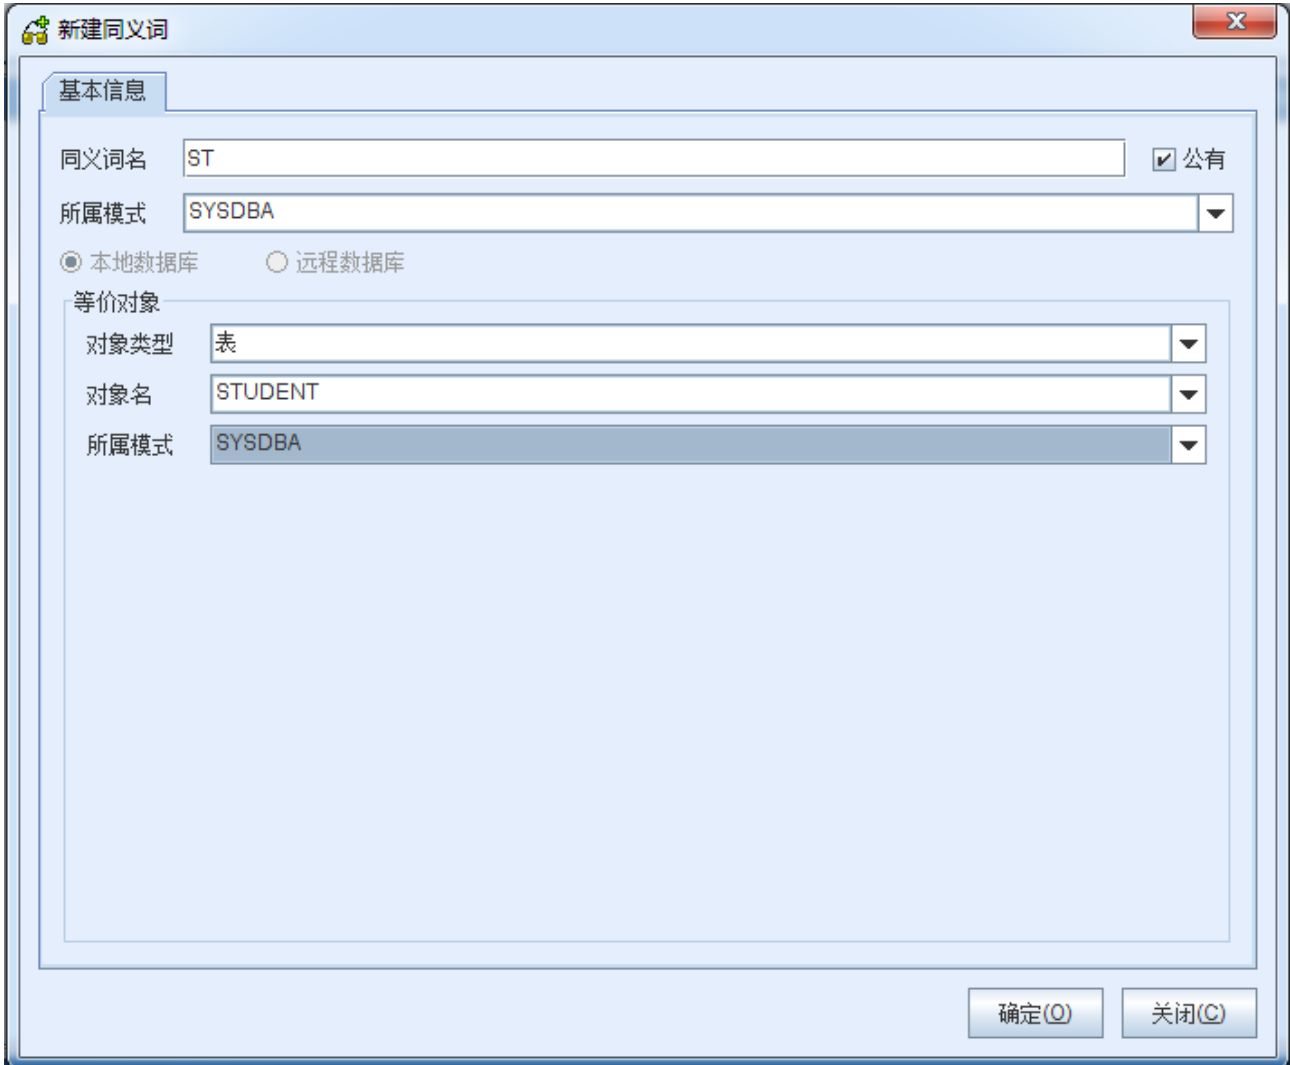 新建同义词
基本信息
同义词名 ST 公有
所属模式 SYSDBA
本地数据库 远程数据库
等价对象
对象类型 表
对象名 STUDENT
所属模式 SYSDBA
确定(O) 关闭(C)